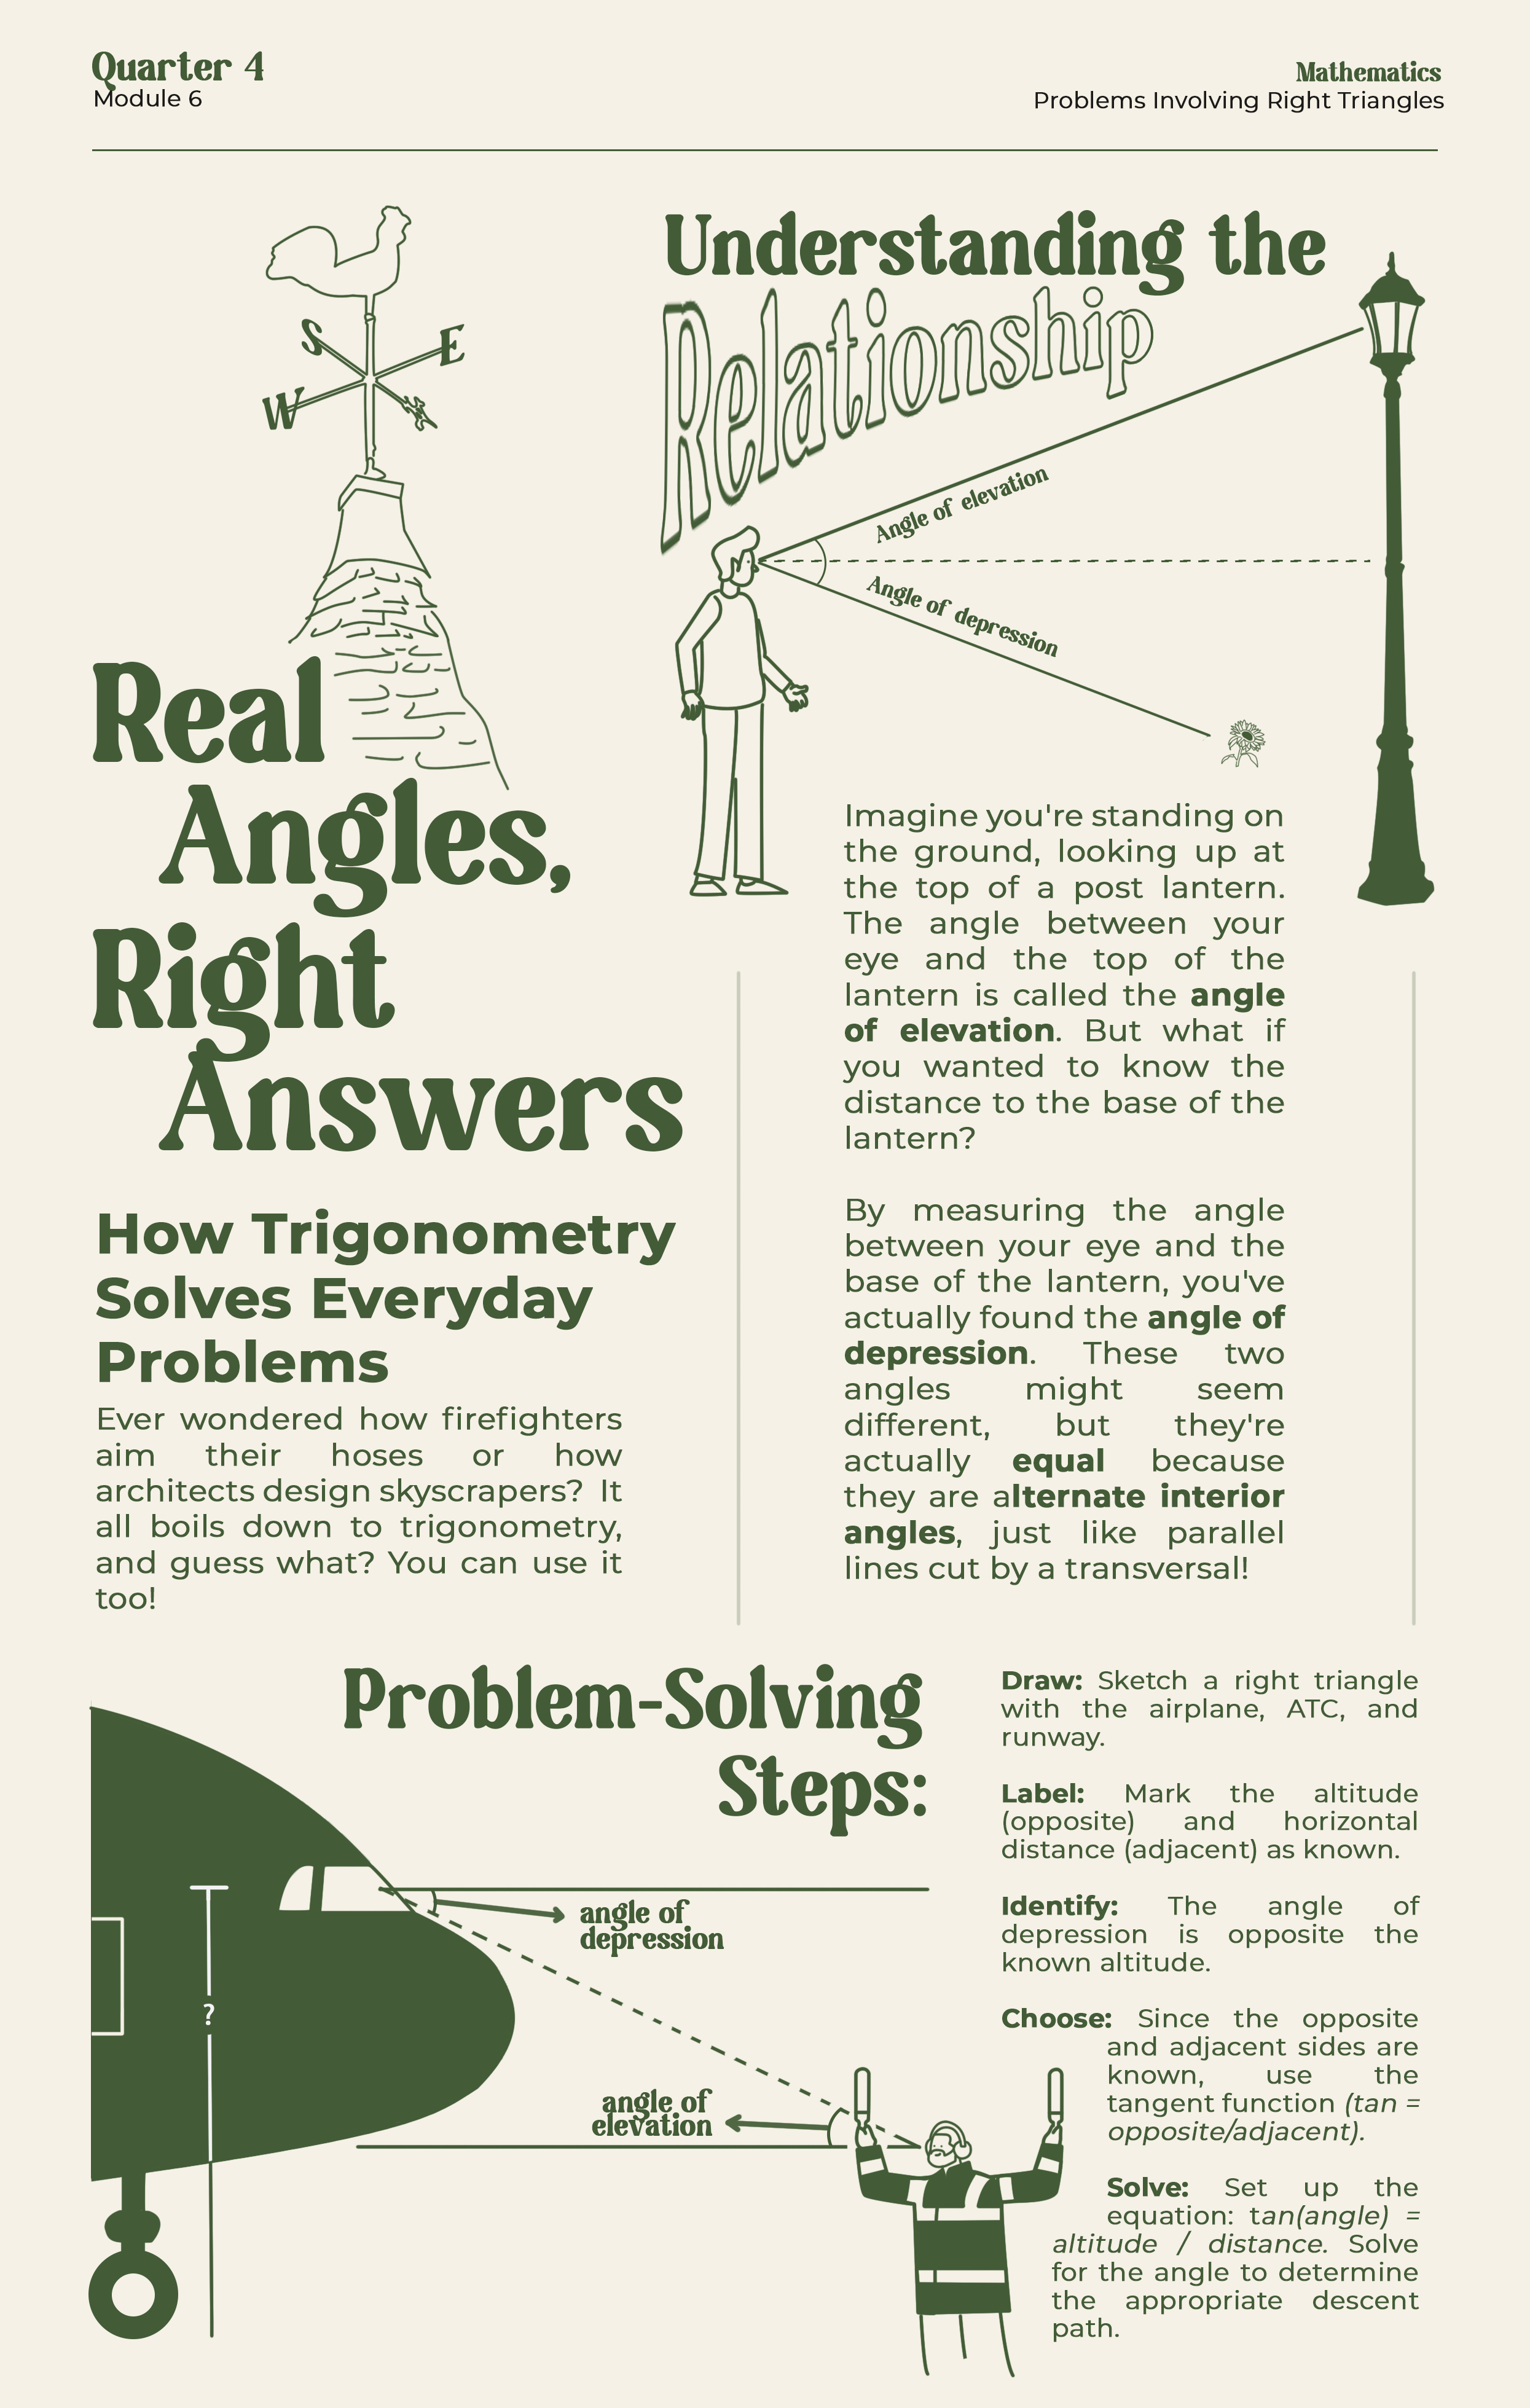 Quarter 4
Module 6
Mathematics
Problems Involving Right Triangles
S
E
W
Real
Angles,
Right
Answers
How Trigonometry
Solves Everyday
Problems
Ever wondered how firefighters
aim their hoses or how
architects design skyscrapers? It
all boils down to trigonometry,
and guess what? You can use it
too!
Understanding the
Relationship
Angle of elevation
Angle of depression
Imagine you're standing on
the ground, looking up at
the top of a post lantern.
The angle between your
eye and the top of the
lantern is called the angle
of elevation. But what if
you wanted to know the
distance to the base of the
lantern?
By measuring the angle
between your eye and the
base of the lantern, you've
actually found the angle of
depression. These two
angles might seem
different, but they're
actually equal because
they are alternate interior
angles, just like parallel
lines cut by a transversal!
Problem-Solving
Steps:
angle of
depression
?
angle of
elevation
Draw: Sketch a right triangle
with the airplane, ATC, and
runway.
Label: Mark the altitude
(opposite) and horizontal
distance (adjacent) as known.
Identify: The angle of
depression is opposite the
known altitude.
Choose: Since the opposite
and adjacent sides are
known, use the
tangent function (tan =
opposite/adjacent).
Solve: Set up the
equation: tan(angle) =
altitude / distance. Solve
for the angle to determine
the appropriate descent
path.